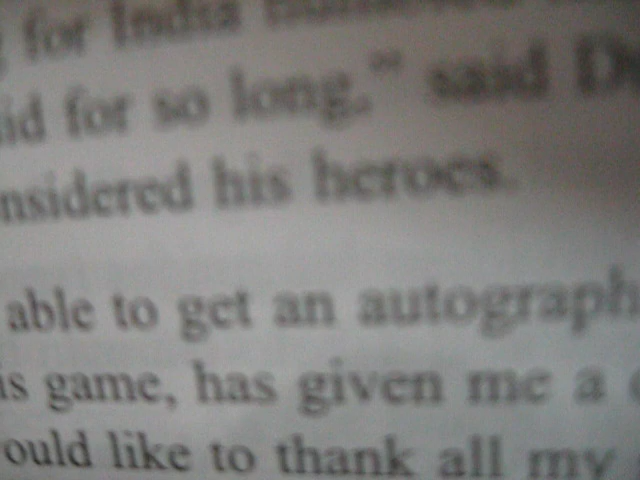 for India
id for so long," said D
nsidered his heroes.
able to get an autograph
is game, has given me a
ould like to thank all my